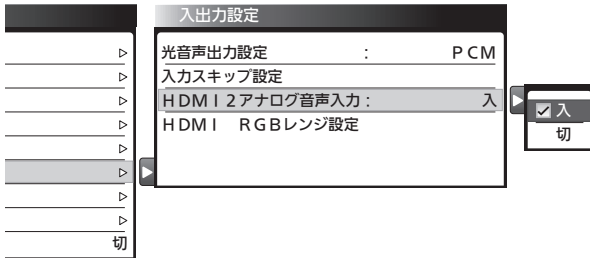 入出力設定
光音声出力設定 : PCM
入力スキップ設定
HDMI2アナログ音声入力: 入
HDMI RGBレンジ設定
入
切
切